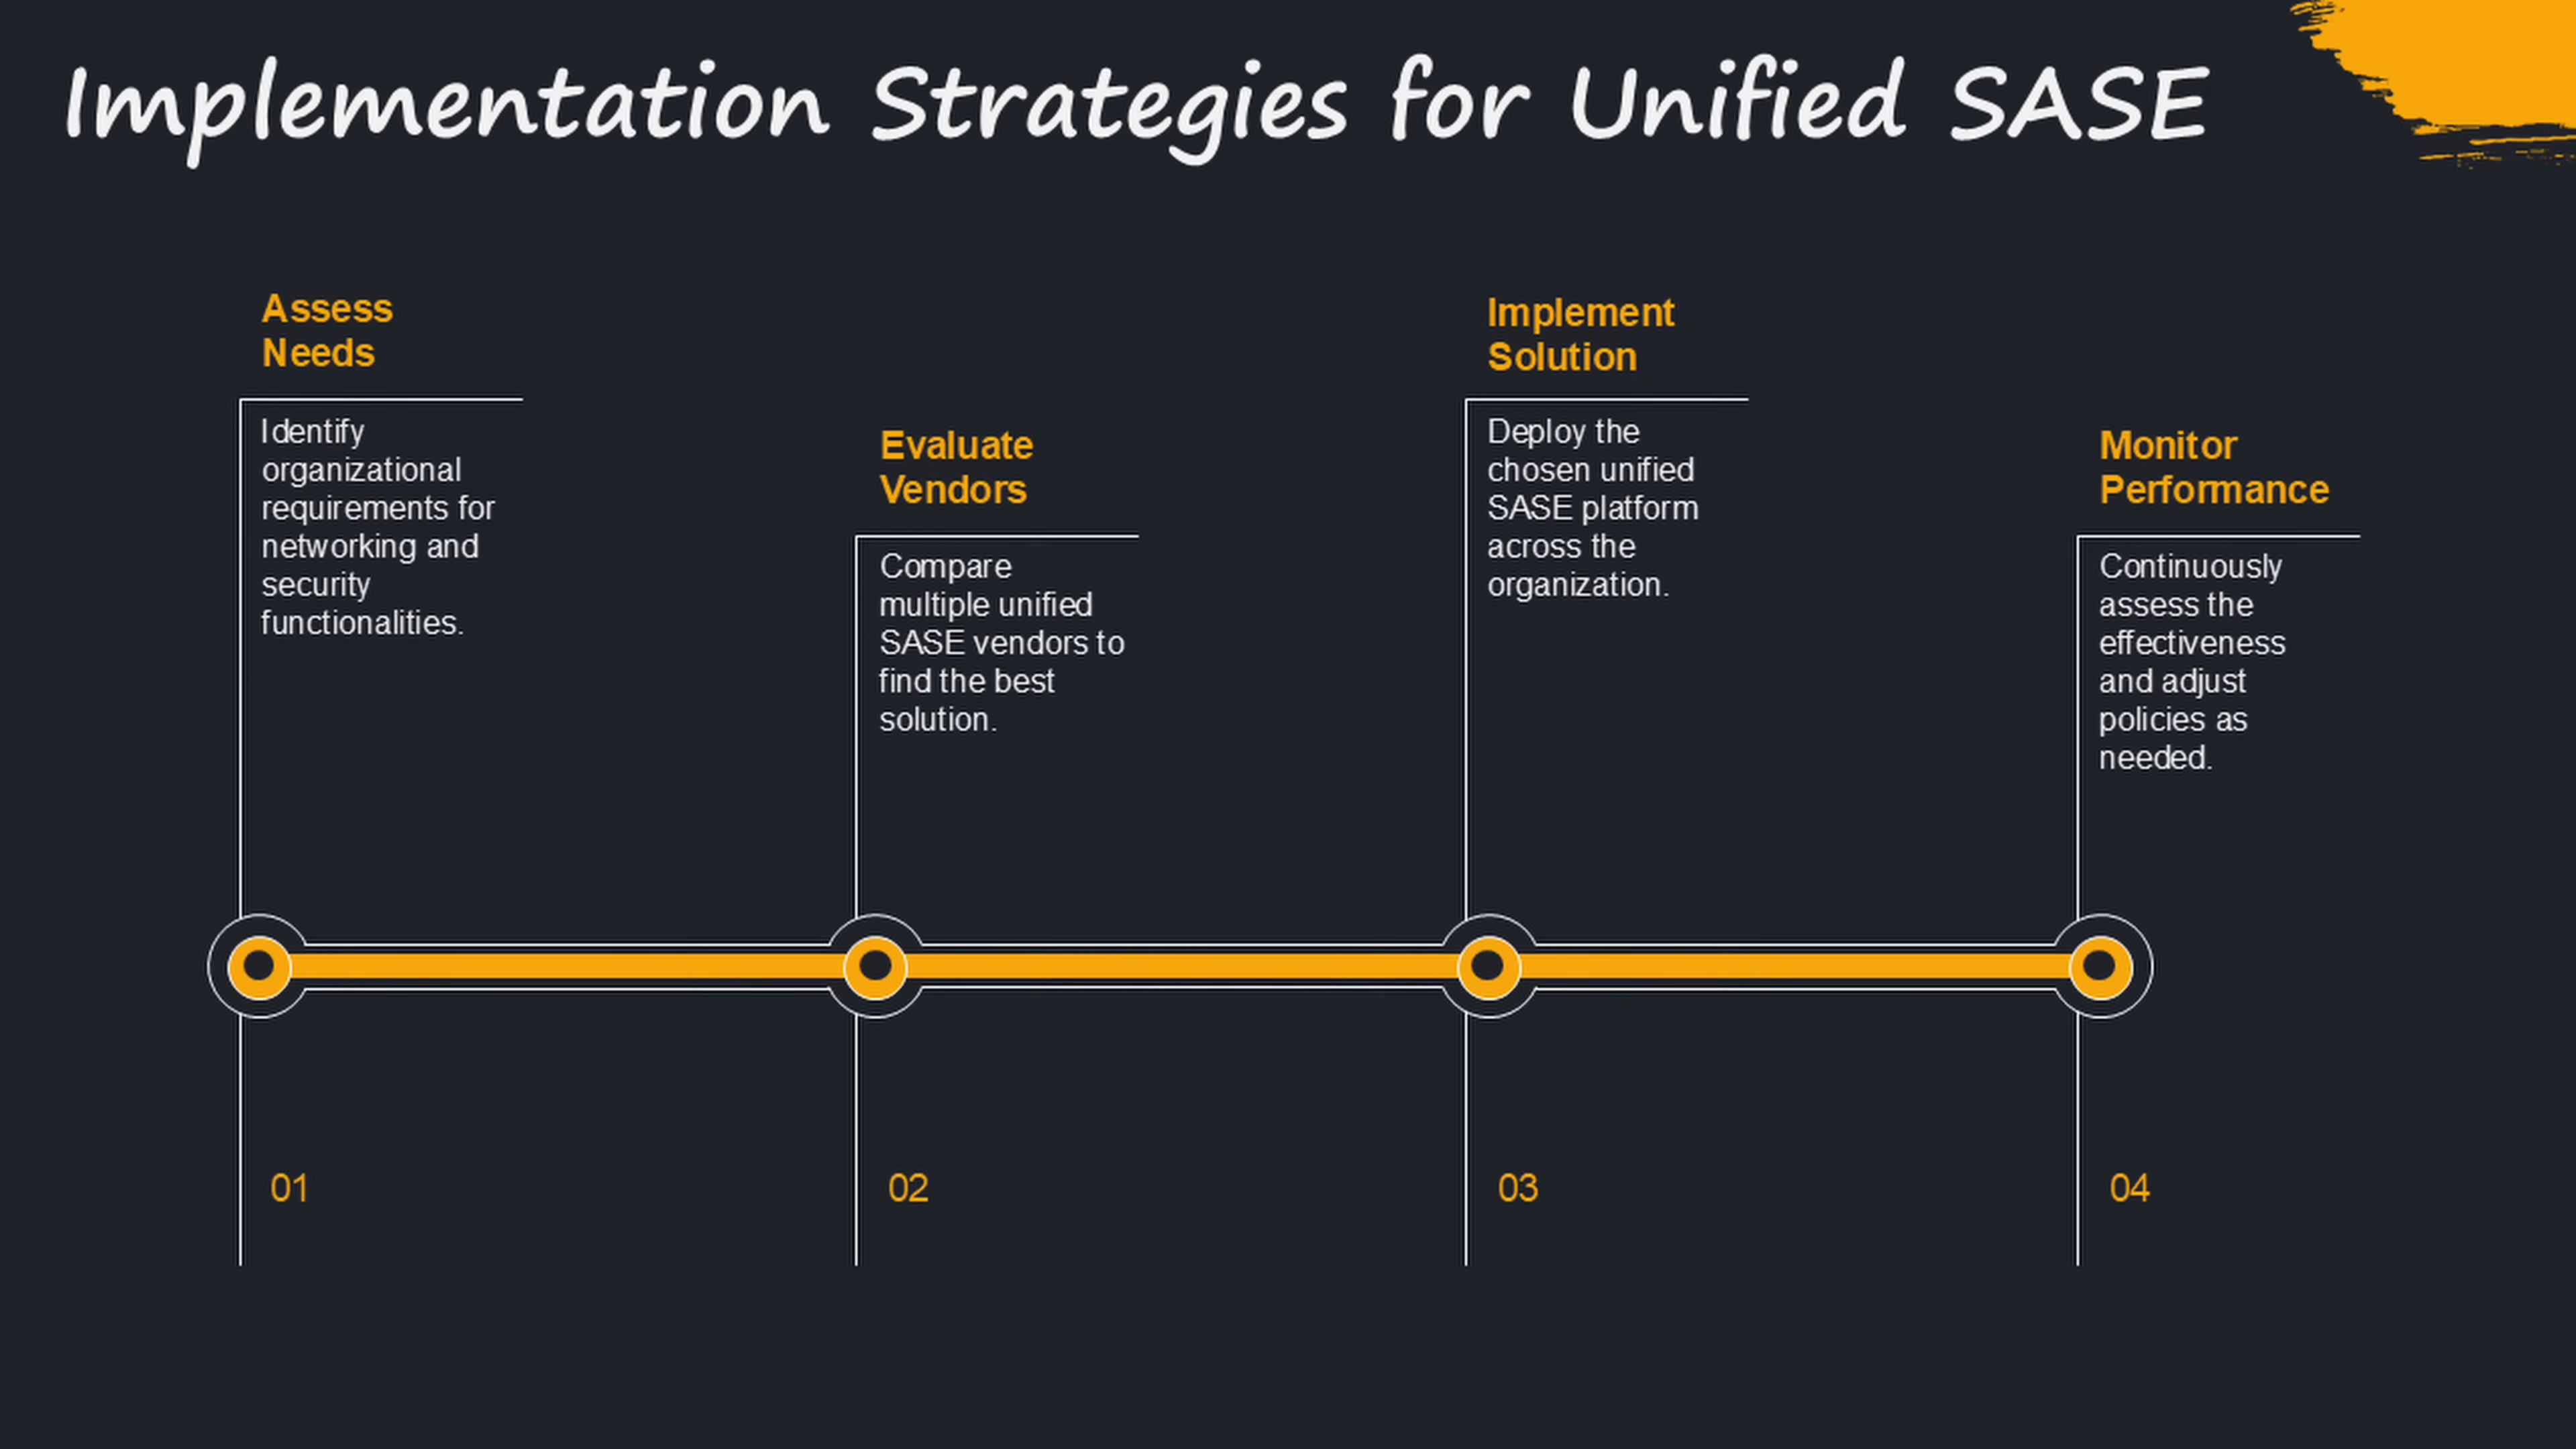 Implementation Strategies for Unified SASE
Assess
Needs
Identify
organizational
requirements for
networking and
security
functionalities.
01
Evaluate
Vendors
Compare
multiple unified
SASE vendors to
find the best
solution.
02
Implement
Solution
Deploy the
chosen unified
SASE platform
across the
organization.
03
Monitor
Performance
Continuously
assess the
effectiveness
and adjust
policies as
needed.
04